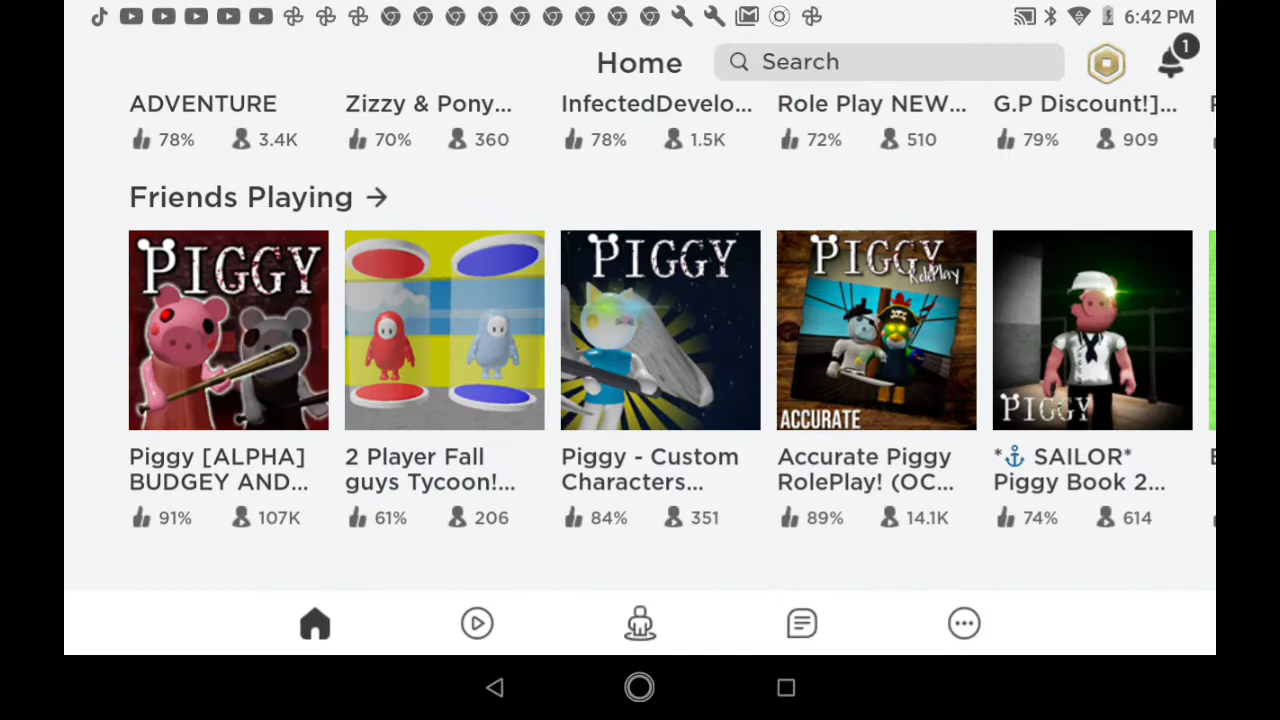 6:42 PM
Home
Search
1
ADVENTURE
Zizzy & Pony...
InfectedDevelo...
Role Play NEW...
G.P Discount!]...
78% 3.4K
70% 360
78% 1.5K
72% 510
79% 909
Friends Playing →
PIGGY
PIGGY
PIGGY
RolePlay
ACCURATE
PIGGY
Piggy [ALPHA]
BUDGEY AND...
91% 107K
2 Player Fall
guys Tycoon!...
61% 206
Piggy - Custom
Characters...
84% 351
Accurate Piggy
RolePlay! (OC...
89% 14.1K
*⚓ SAILOR*
Piggy Book 2...
74% 614